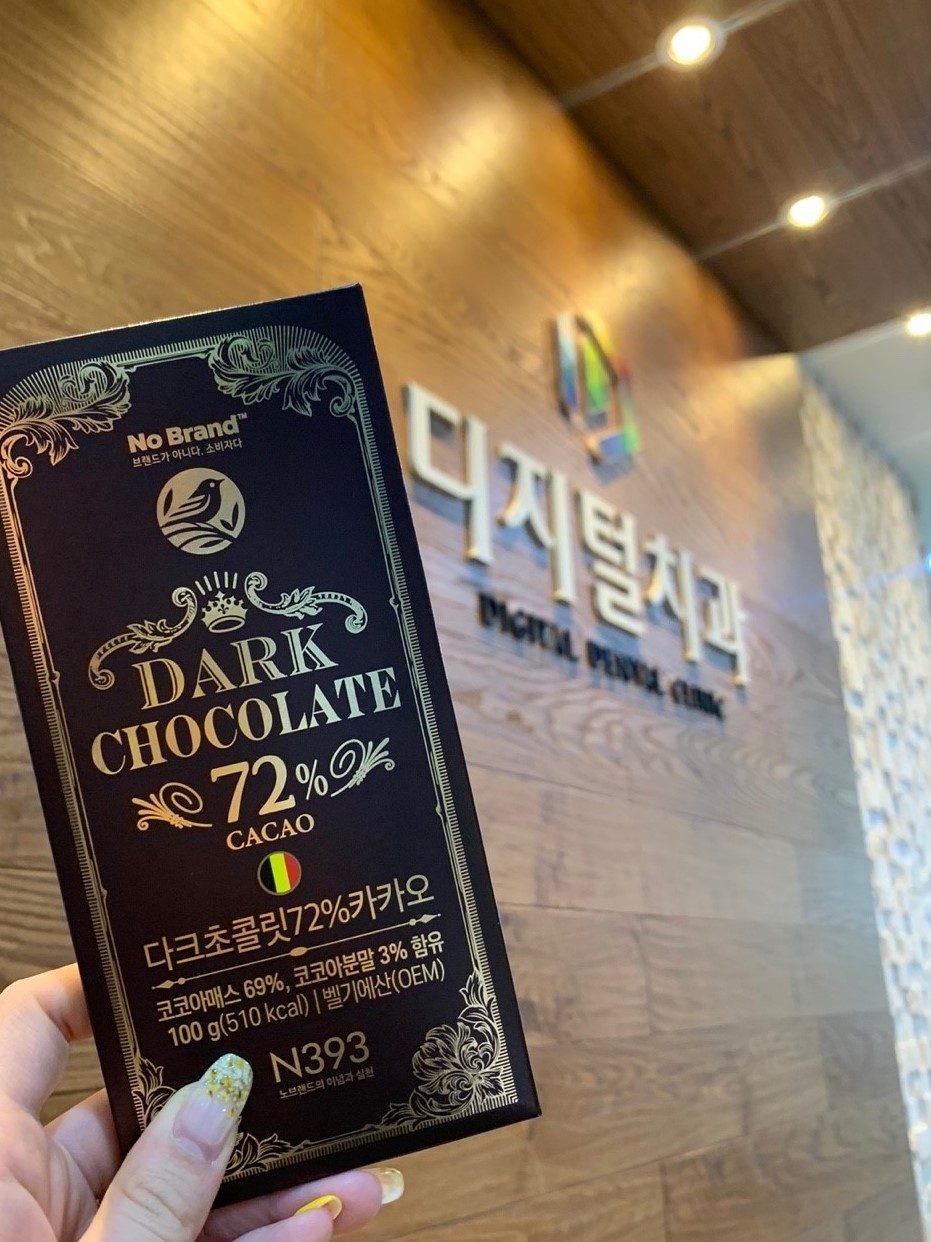 No Brand™
브랜드가 아니다. 소비자다
DARK
CHOCOLATE
72%
CACAO
다크초콜릿72%카카오
코코아매스 69%, 코코아분말 3% 함유
100 g(510 kcal) | 벨기에산(OEM)
N393
노브랜드의 이념과 실천
디지털치과
DIGITAL DENTAL CLINIC